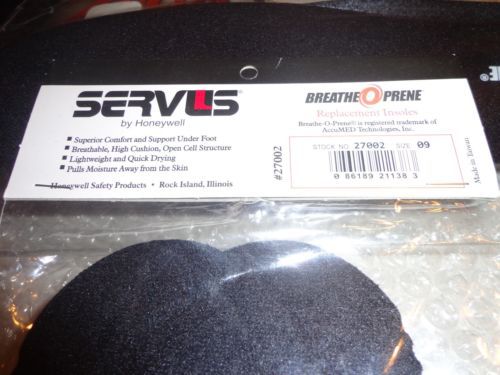 SERVUS
by Honeywell
Superior Comfort and Support Under Foot
Breathable, High Cushion, Open Cell Structure
Lightweight and Quick Drying
Pulls Moisture Away from the Skin
Honeywell Safety Products • Rock Island, Illinois
#27002
BREATHE O PRENE
Replacement Insoles
Breathe-O-Prene® is registered trademark of
AccuMED Technologies, Inc.
STOCK NO. 27002 SIZE 09
0 86189 21138 3
Made in Taiwan